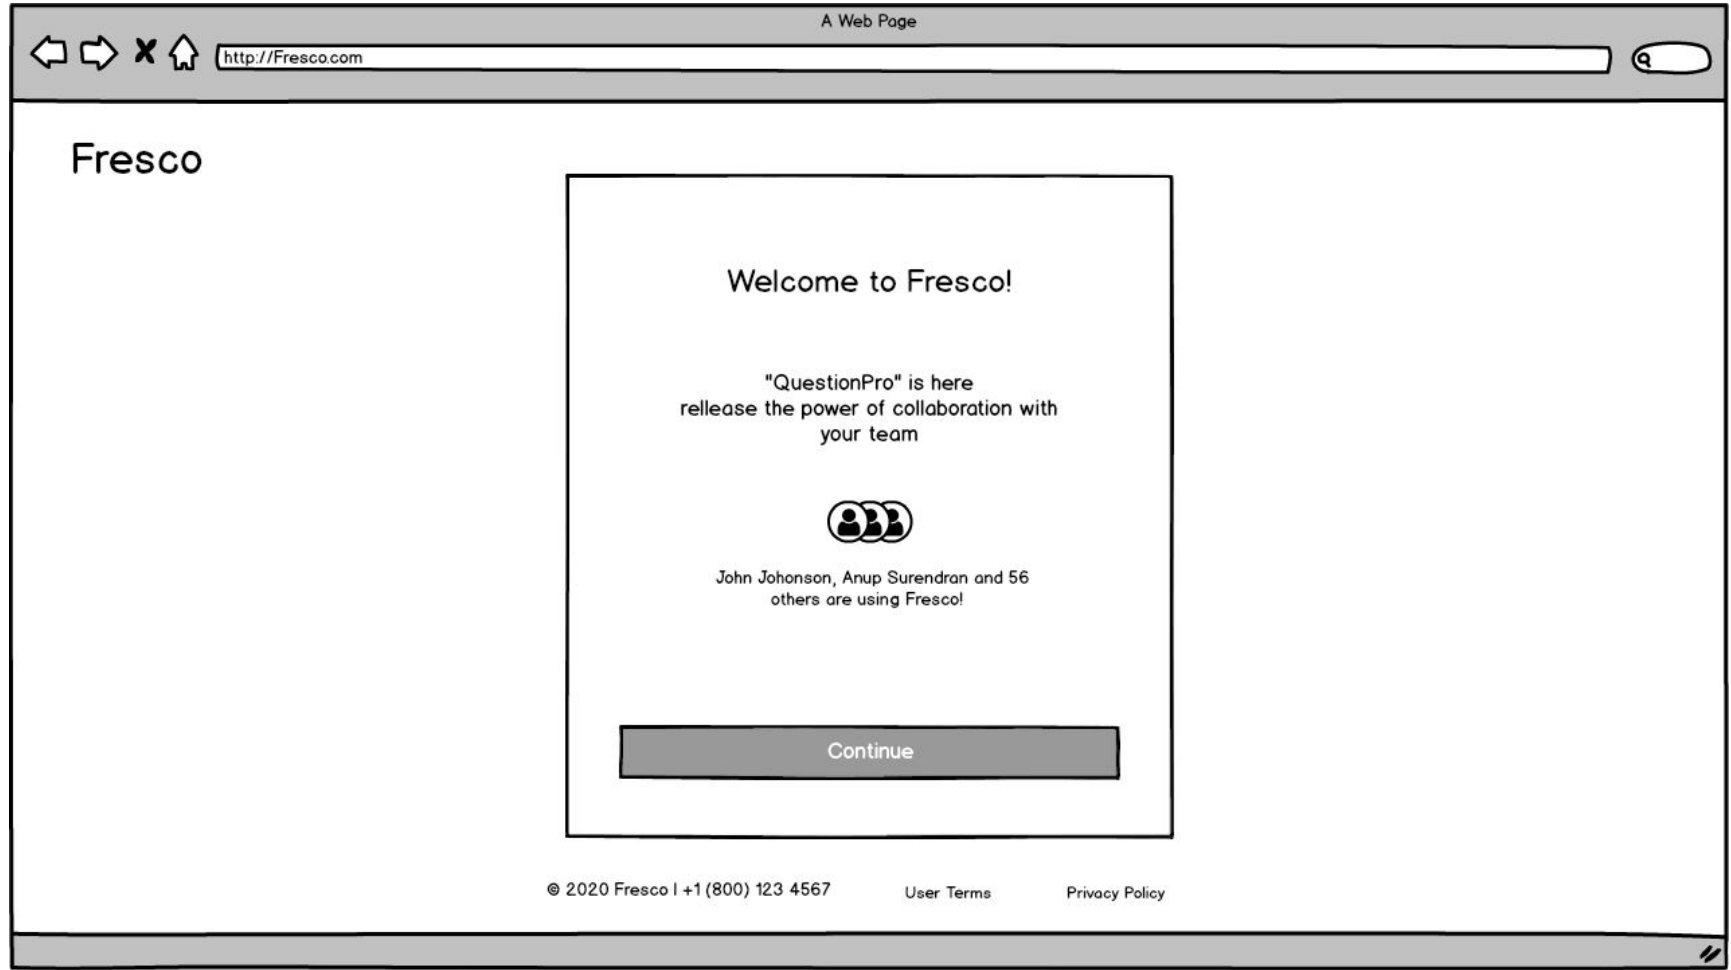 A Web Page
http://Fresco.com
Fresco
Welcome to Fresco!
"QuestionPro" is here
rellease the power of collaboration with
your team
John Johonson, Anup Surendran and 56
others are using Fresco!
Continue
© 2020 Fresco | +1 (800) 123 4567 User Terms Privacy Policy